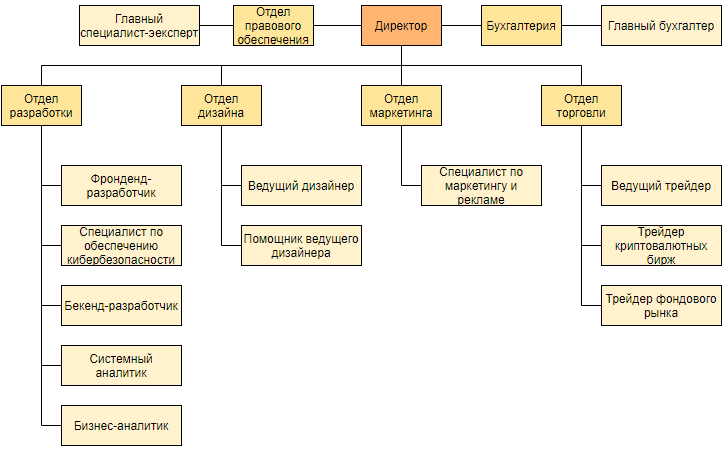 Главный
специалист-эексперт
Отдел
правового
обеспечения
Директор
Бухгалтерия
Главный бухгалтер
Отдел
разработки
Отдел
дизайна
Отдел
маркетинга
Отдел
торговли
Фронденд-
разработчик
Специалист по
обеспечению
кибербезопасности
Бекенд-разработчик
Системный
аналитик
Бизнес-аналитик
Ведущий дизайнер
Помощник ведущего
дизайнера
Специалист по
маркетингу и
рекламе
Ведущий трейдер
Трейдер
криптовалютных
бирж
Трейдер фондового
рынка